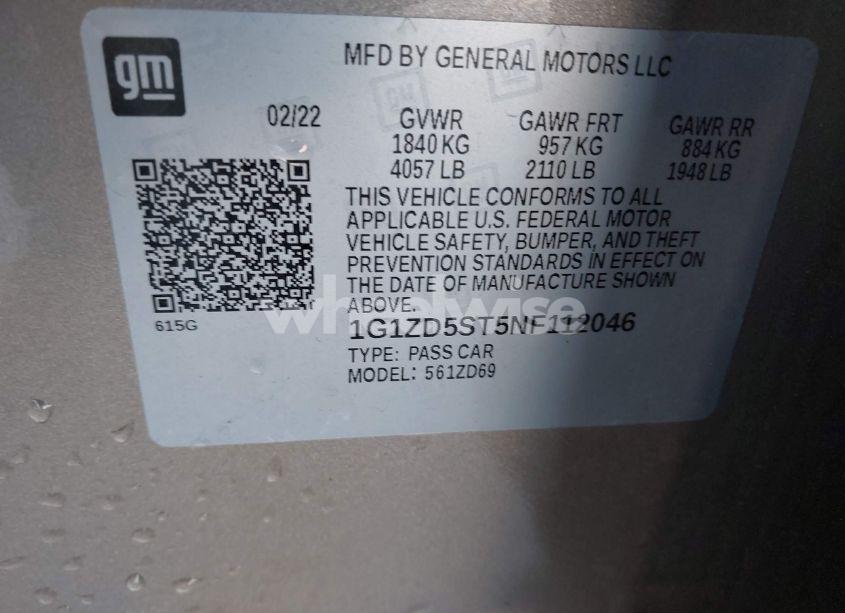 gm
MFD BY GENERAL MOTORS LLC
02/22 GVWR GAWR FRT GAWR RR
1840 KG 957 KG 884 KG
4057 LB 2110 LB 1948 LB
THIS VEHICLE CONFORMS TO ALL
APPLICABLE U.S. FEDERAL MOTOR
VEHICLE SAFETY, BUMPER, AND THEFT
PREVENTION STANDARDS IN EFFECT ON
THE DATE OF MANUFACTURE SHOWN
ABOVE.
wheelwise
615G
1G1ZD5ST5NF112046
TYPE: PASS CAR
MODEL: 561ZD69